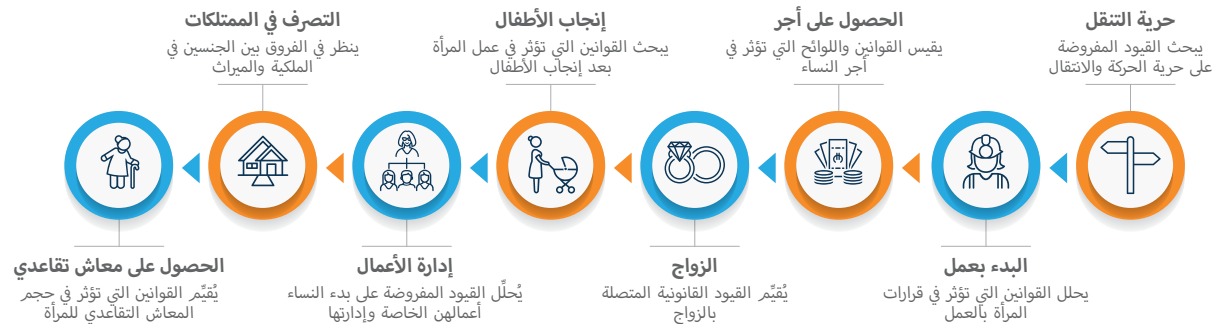 حرية التنقل
يبحث القيود المفروضة
على حرية الحركة والانتقال
البدء بعمل
يحلل القوانين التي تؤثر في قرارات
المرأة بالعمل
الحصول على أجر
يقيس القوانين واللوائح التي تؤثر في
أجر النساء
الزواج
يُقيِّم القيود القانونية المتصلة
بالزواج
إنجاب الأطفال
يبحث القوانين التي تؤثر في عمل المرأة
بعد إنجاب الأطفال
إدارة الأعمال
يُحلِّل القيود المفروضة على بدء النساء
أعمالهن الخاصة وإدارتها
التصرف في الممتلكات
ينظر في الفروق بين الجنسين في
الملكية والميراث
الحصول على معاش تقاعدي
يُقيِّم القوانين التي تؤثر في حجم
المعاش التقاعدي للمرأة